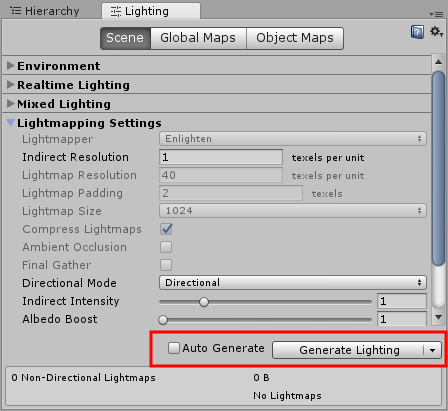 Hierarchy Lighting
Scene Global Maps Object Maps
Environment
Realtime Lighting
Mixed Lighting
Lightmapping Settings
Lightmapper Enlighten
Indirect Resolution 1 texels per unit
Lightmap Resolution 40 texels per unit
Lightmap Padding 2 texels
Lightmap Size 1024
Compress Lightmaps
Ambient Occlusion
Final Gather
Directional Mode Directional
Indirect Intensity 1
Albedo Boost 1
Auto Generate Generate Lighting
0 Non-Directional Lightmaps 0 B
No Lightmaps